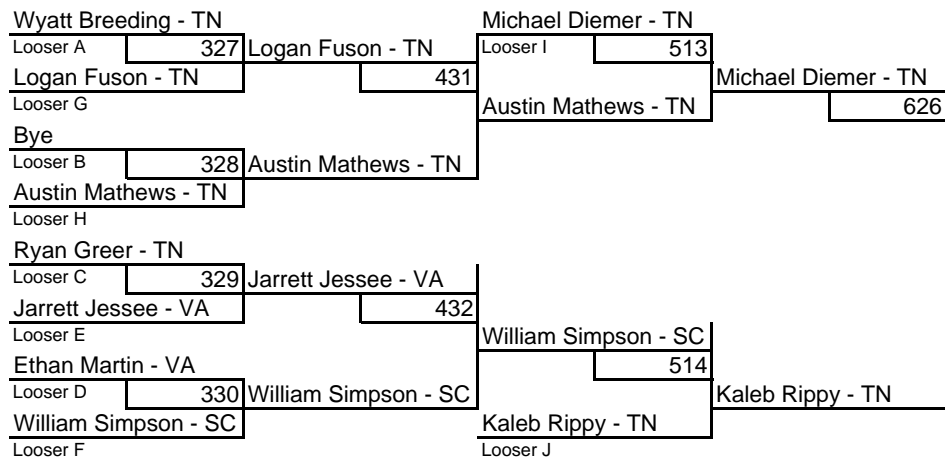 Wyatt Breeding - TN Michael Diemer - TN
Looser A 327 Logan Fuson - TN Looser I 513
Logan Fuson - TN 431 Michael Diemer - TN
Looser G Austin Mathews - TN 626
Bye
Looser B 328 Austin Mathews - TN
Austin Mathews - TN
Looser H
Ryan Greer - TN
Looser C 329 Jarrett Jessee - VA
Jarrett Jessee - VA 432
Looser E William Simpson - SC
Ethan Martin - VA 514
Looser D 330 William Simpson - SC Kaleb Rippy - TN
William Simpson - SC Kaleb Rippy - TN
Looser F Looser J